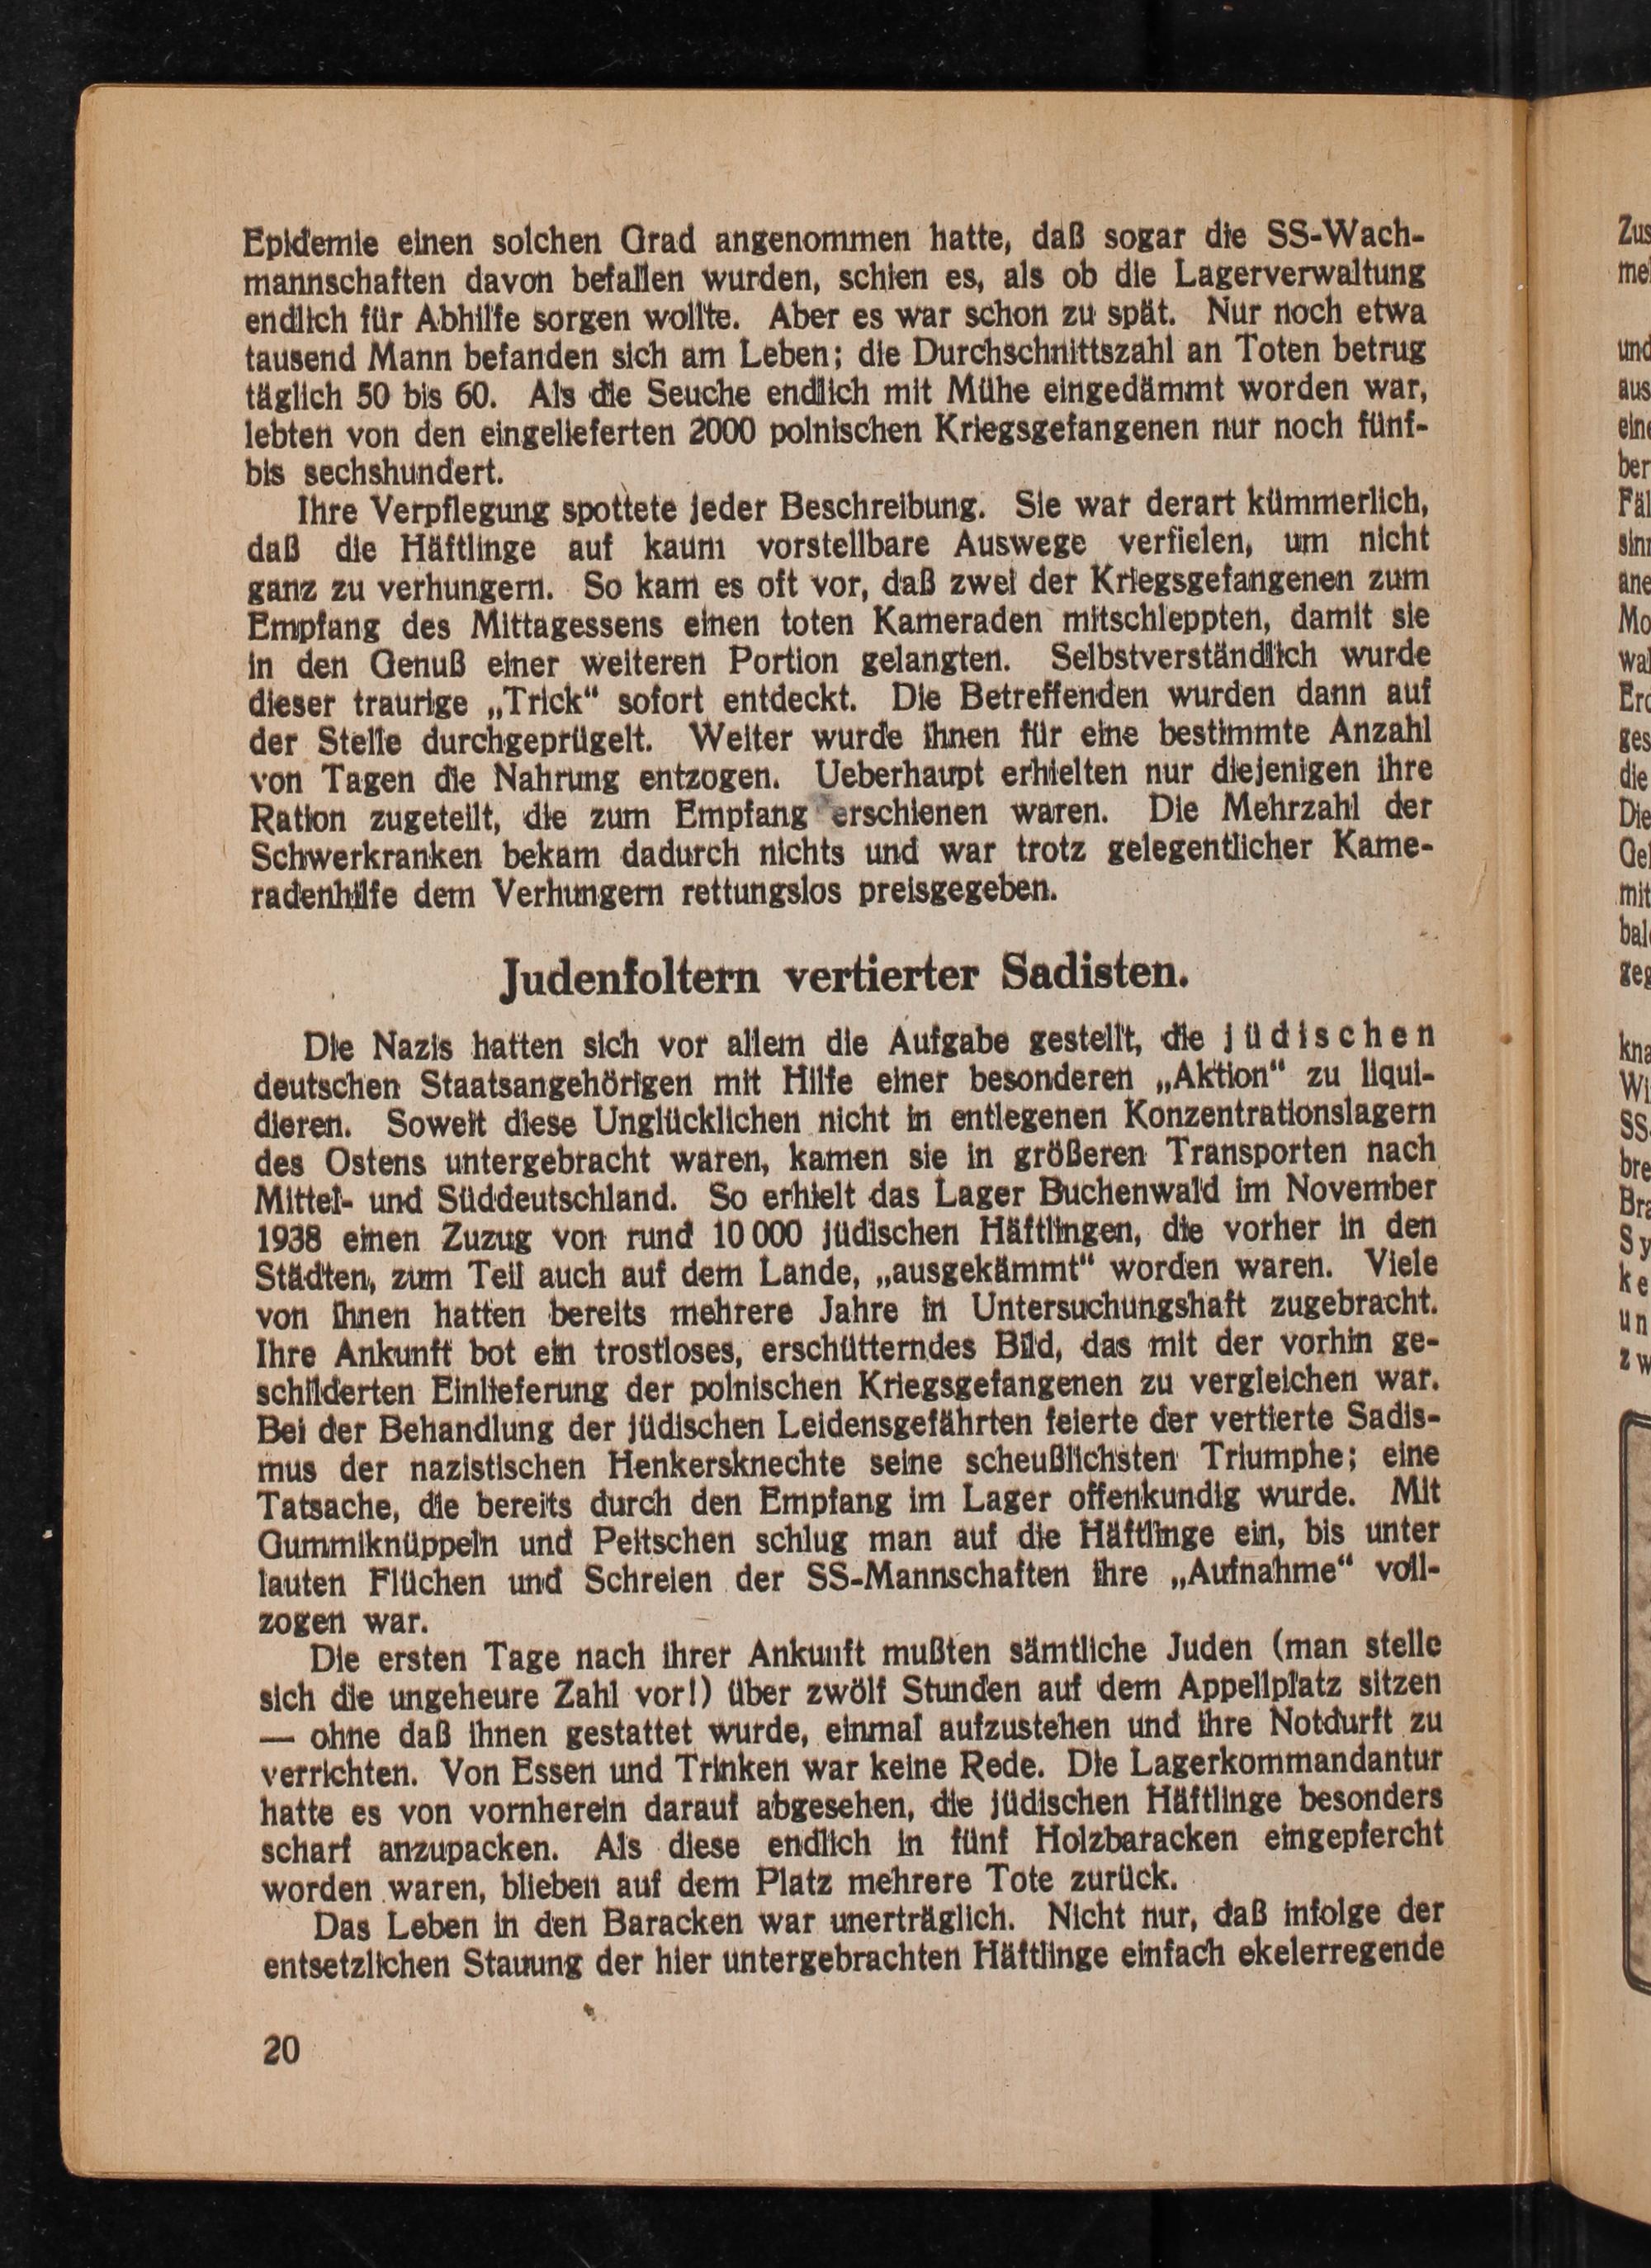 Epidemie einen solchen Grad angenommen hatte, daß sogar die SS-Wach-
mannschaften davon befallen wurden, schien es, als ob die Lagerverwaltung
endlich für Abhilfe sorgen wollte. Aber es war schon zu spät. Nur noch etwa
tausend Mann befanden sich am Leben; die Durchschnittszahl an Toten betrug
täglich 50 bis 60. Als die Seuche endlich mit Mühe eingedämmt worden war,
lebten von den eingelieferten 2000 polnischen Kriegsgefangenen nur noch fünf-
bis sechshundert.
Ihre Verpflegung spottete jeder Beschreibung. Sie war derart kümmerlich,
daß die Häftlinge auf kaum vorstellbare Auswege verfielen, um nicht
ganz zu verhungern. So kam es oft vor, daß zwei der Kriegsgefangenen zum
Empfang des Mittagessens einen toten Kameraden mitschleppten, damit sie
in den Genuß einer weiteren Portion gelangten. Selbstverständlich wurde
dieser traurige „Trick“ sofort entdeckt. Die Betreffenden wurden dann auf
der Stelle durchgeprügelt. Weiter wurde ihnen für eine bestimmte Anzahl
von Tagen die Nahrung entzogen. Ueberhaupt erhielten nur diejenigen ihre
Ration zugeteilt, die zum Empfang erschienen waren. Die Mehrzahl der
Schwerkranken bekam dadurch nichts und war trotz gelegentlicher Kame-
radenhilfe dem Verhungern rettungslos preisgegeben.
Judenfoltern vertierter Sadisten.
Die Nazis hatten sich vor allem die Aufgabe gestellt, die jüdischen
deutschen Staatsangehörigen mit Hilfe einer besonderen „Aktion“ zu liqui-
dieren. Soweit diese Unglücklichen nicht in entlegenen Konzentrationslagern
des Ostens untergebracht waren, kamen sie in größeren Transporten nach
Mittel- und Süddeutschland. So erhielt das Lager Buchenwald im November
1938 einen Zuzug von rund 10 000 jüdischen Häftlingen, die vorher in den
Städten, zum Teil auch auf dem Lande, „ausgekämmt“ worden waren. Viele
von ihnen hatten bereits mehrere Jahre in Untersuchungshaft zugebracht.
Ihre Ankunft bot ein trostloses, erschütterndes Bild, das mit der vorhin ge-
schilderten Einlieferung der polnischen Kriegsgefangenen zu vergleichen war.
Bei der Behandlung der jüdischen Leidensgefährten feierte der vertierte Sadis-
mus der nazistischen Henkersknechte seine scheußlichsten Triumphe; eine
Tatsache, die bereits durch den Empfang im Lager offenkundig wurde. Mit
Gummiknüppeln und Peitschen schlug man auf die Häftlinge ein, bis unter
lauten Flüchen und Schreien der SS-Mannschaften ihre „Aufnahme“ voll-
zogen war.
Die ersten Tage nach ihrer Ankunft mußten sämtliche Juden (man stelle
sich die ungeheure Zahl vor!) über zwölf Stunden auf dem Appellplatz sitzen
— ohne daß ihnen gestattet wurde, einmal aufzustehen und ihre Notdurft zu
verrichten. Von Essen und Trinken war keine Rede. Die Lagerkommandantur
hatte es von vornherein darauf abgesehen, die jüdischen Häftlinge besonders
scharf anzupacken. Als diese endlich in fünf Holzbaracken eingepfercht
worden waren, blieben auf dem Platz mehrere Tote zurück.
Das Leben in den Baracken war unerträglich. Nicht nur, daß infolge der
entsetzlichen Stauung der hier untergebrachten Häftlinge einfach ekelerregende
20